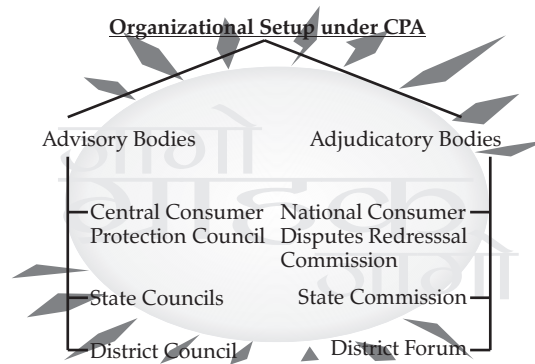 Organizational Setup under CPA
Advisory Bodies
Adjudicatory Bodies
जागो
ग्राहक
जागो
Central Consumer
Protection Council
National Consumer
Disputes Redresssal
Commission
State Councils
State Commission
District Council
District Forum